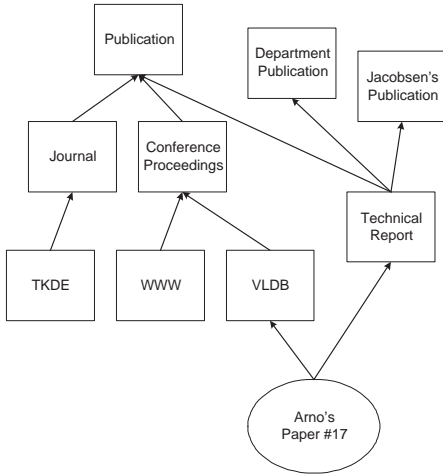 Publication
Department
Publication
Jacobsen's
Publication
Journal
Conference
Proceedings
Technical
Report
TKDE
WWW
VLDB
Arno's
Paper #17